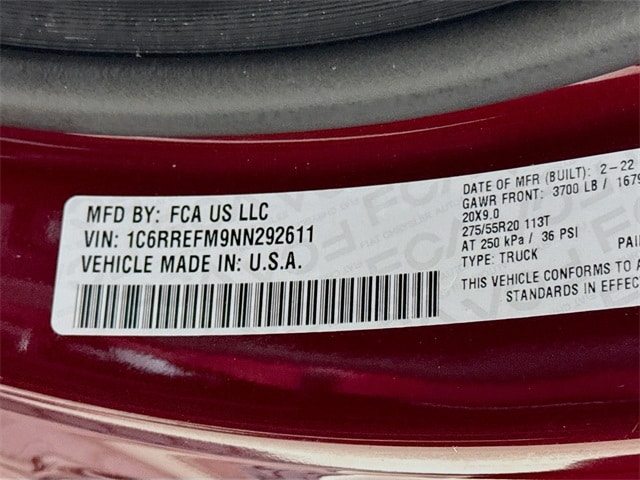 MFD BY: FCA US LLC
VIN: 1C6RREFM9NN292611
VEHICLE MADE IN: U.S.A.
DATE OF MFR (BUILT): 2-22
GAWR FRONT: 3700 LB / 1679
20X9.0
275/55R20 113T
AT 250 kPa / 36 PSI
TYPE: TRUCK
THIS VEHICLE CONFORMS TO A
STANDARDS IN EFFECT